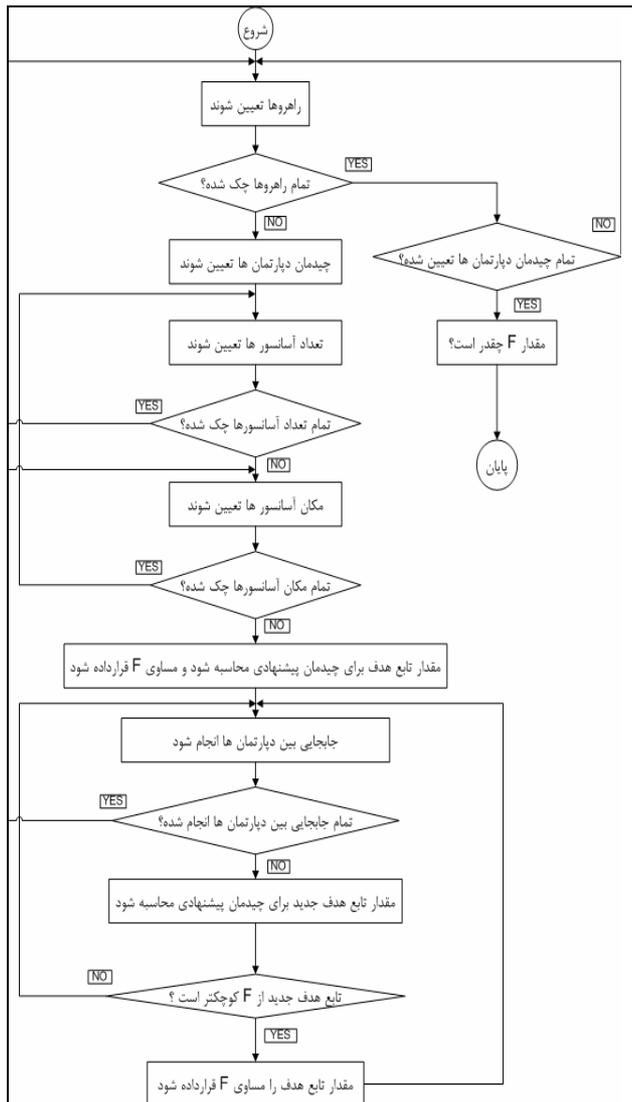 شروع
راهروها تعیین شوند
YES
تمام راهروها چک شده؟
NO
NO
چیدمان دپارتمان ها تعیین شوند
تمام چیدمان دپارتمان ها تعیین شده؟
YES
تعداد آسانسور ها تعیین شوند
مقدار F چقدر است؟
YES
تمام تعداد آسانسورها چک شده؟
NO
پایان
مکان آسانسور ها تعیین شوند
YES
تمام مکان آسانسورها چک شده؟
NO
مقدار تابع هدف برای چیدمان پیشنهادی محاسبه شود و مساوی F قرارداده شود
جابجایی بین دپارتمان ها انجام شود
YES
تمام جابجایی بین دپارتمان ها انجام شده؟
NO
مقدار تابع هدف جدید برای چیدمان پیشنهادی محاسبه شود
NO
تابع هدف جدید از F کوچکتر است ؟
YES
مقدار تابع هدف را مساوی F قرارداده شود